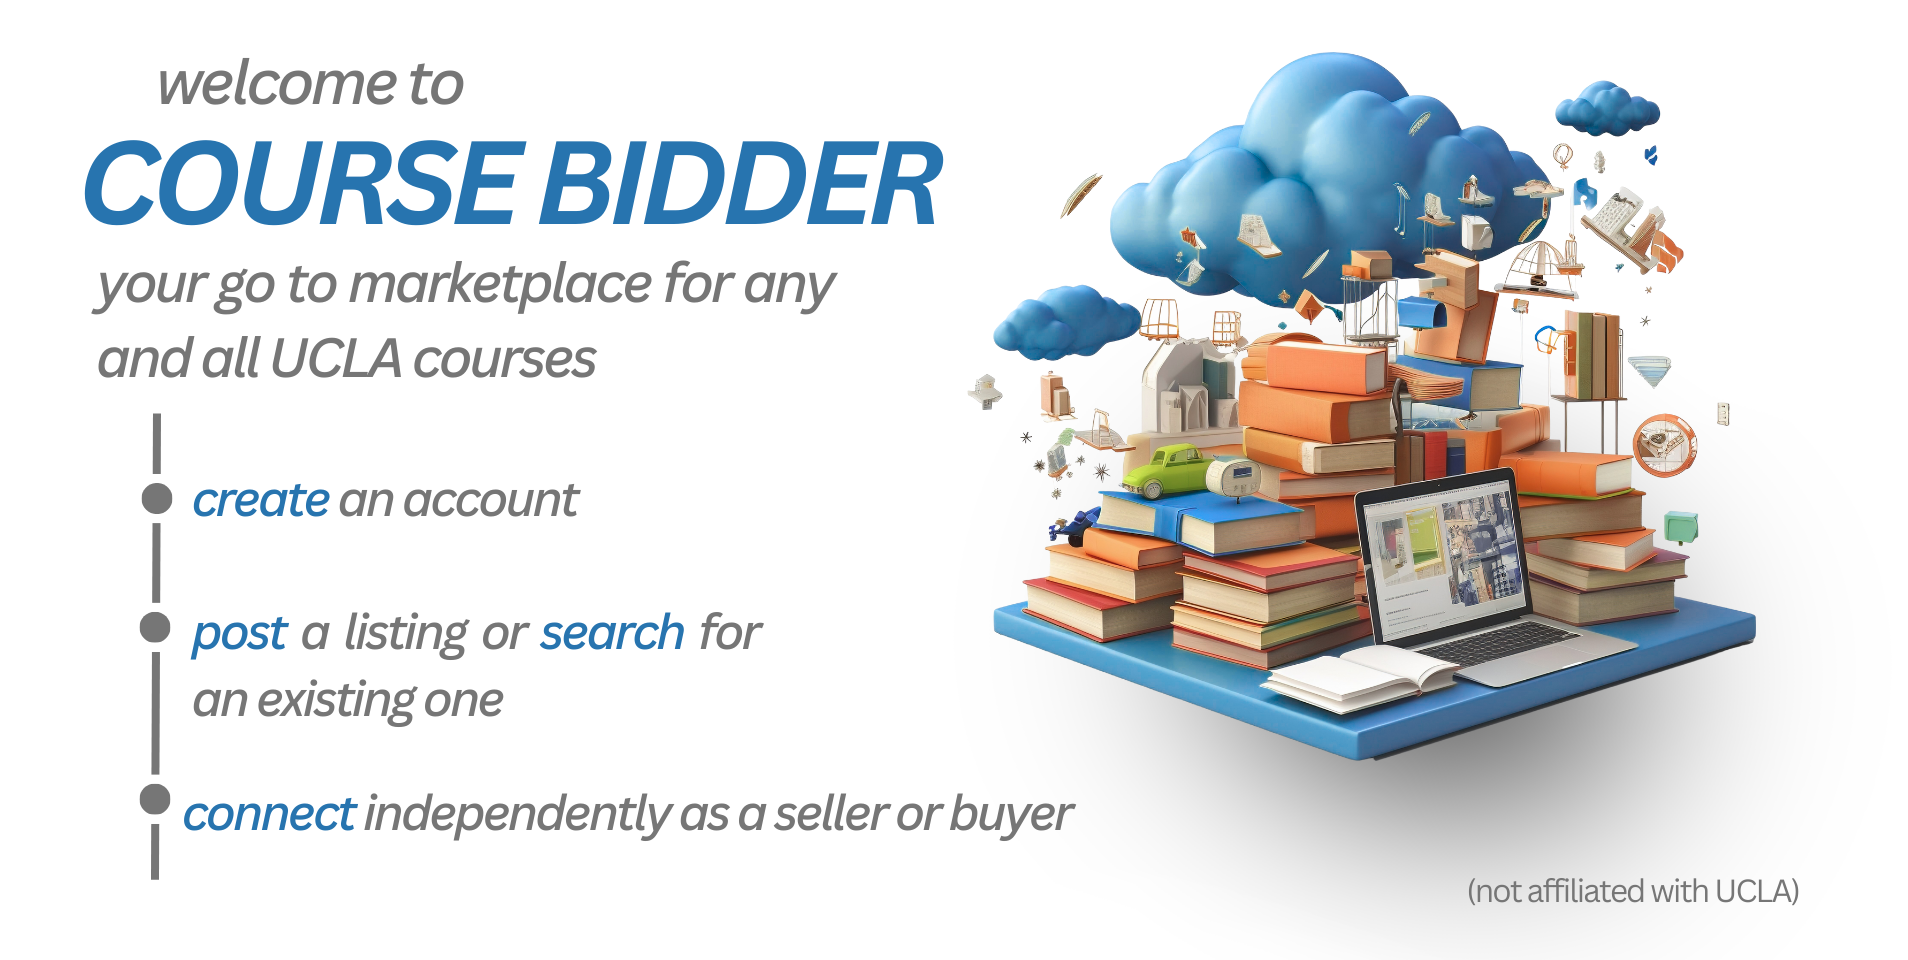 welcome to
COURSE BIDDER
your go to marketplace for any
and all UCLA courses
create an account
post a listing or search for
an existing one
connect independently as a seller or buyer
(not affiliated with UCLA)